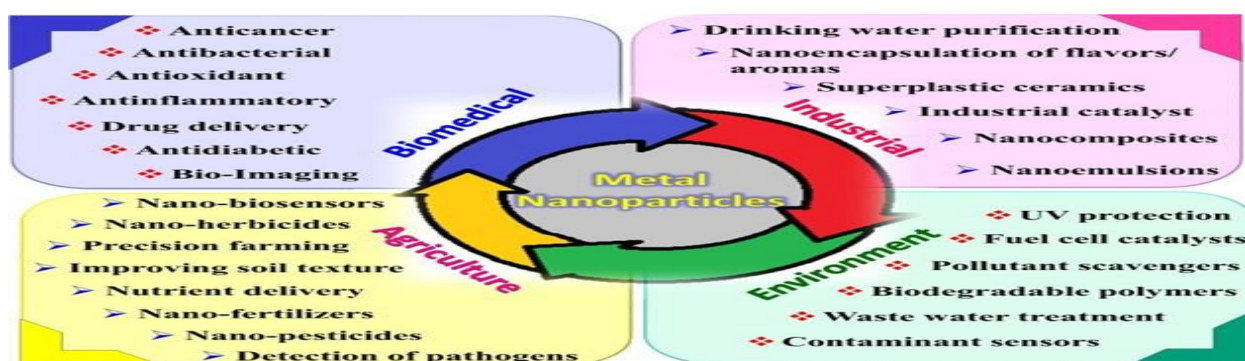 Anticancer
Antibacterial
Antioxidant
Antinflammatory
Drug delivery
Antidiabetic
Bio-Imaging
Biomedical
Drinking water purification
Nanoencapsulation of flavors/
aromas
Superplastic ceramics
Industrial catalyst
Nanocomposites
Nanoemulsions
Industrial
Metal
Nanoparticles
Nano-biosensors
Nano-herbicides
Precision farming
Improving soil texture
Nutrient delivery
Nano-fertilizers
Nano-pesticides
Detection of pathogens
Agriculture
UV protection
Fuel cell catalysts
Pollutant scavengers
Biodegradable polymers
Waste water treatment
Contaminant sensors
Environment